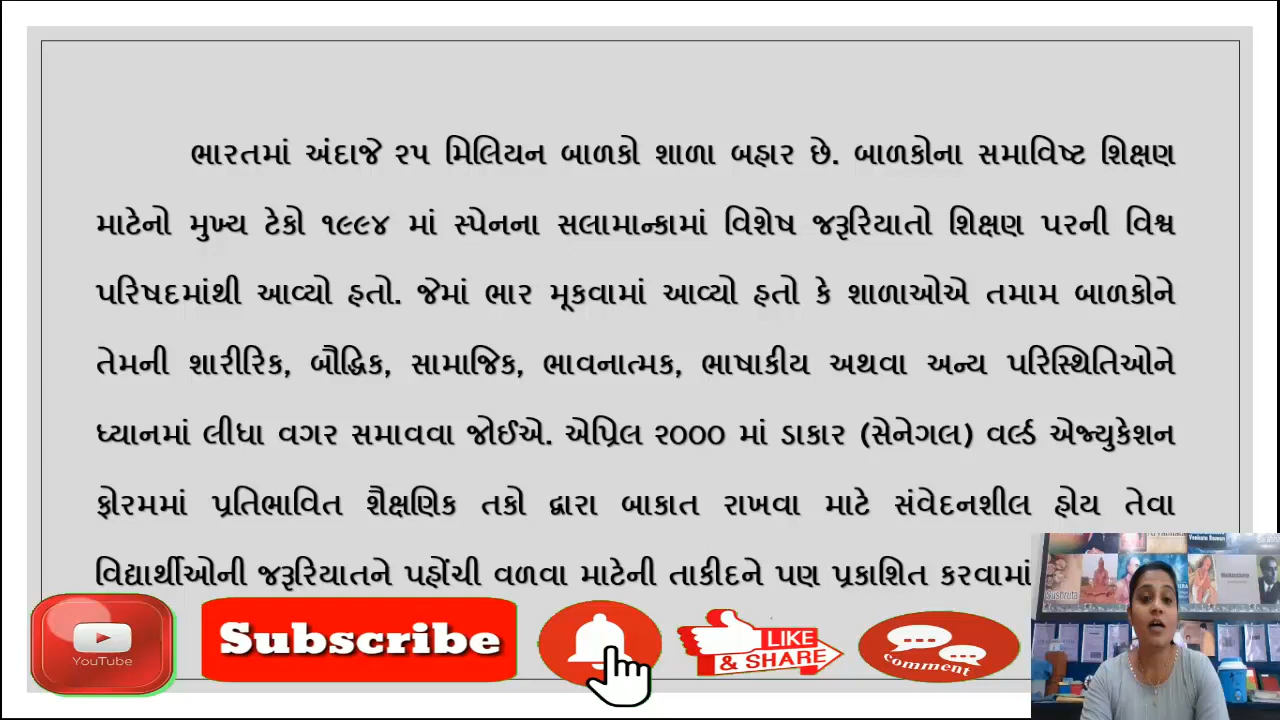 ભારતમાં અંદાજે ૨૫ મિલિયન બાળકો શાળા બહાર છે. બાળકોના સમાવિષ્ટ શિક્ષણ
માટેનો મુખ્ય ટેકો ૧૯૯૪ માં સ્પેનના સલામાન્કામાં વિશેષ જરૂરિયાતો શિક્ષણ પરની વિશ્વ
પરિષદમાંથી આવ્યો હતો. જેમાં ભાર મૂકવામાં આવ્યો હતો કે શાળાઓએ તમામ બાળકોને
તેમની શારીરિક, બૌદ્ધિક, સામાજિક, ભાવનાત્મક, ભાષાકીય અથવા અન્ય પરિસ્થિતિઓને
ધ્યાનમાં લીધા વગર સમાવવા જોઈએ. એપ્રિલ ૨૦૦૦ માં ડાકાર (સેનેગલ) વર્લ્ડ એજ્યુકેશન
ફોરમમાં પ્રતિભાવિત શૈક્ષણિક તકો દ્વારા બાકાત રાખવા માટે સંવેદનશીલ હોય તેવા
વિદ્યાર્થીઓની જરૂરિયાતને પહોંચી વળવા માટેની તાકીદને પણ પ્રકાશિત કરવામાં
YouTube
Subscribe
LIKE
& SHARE
comment
Sushruta